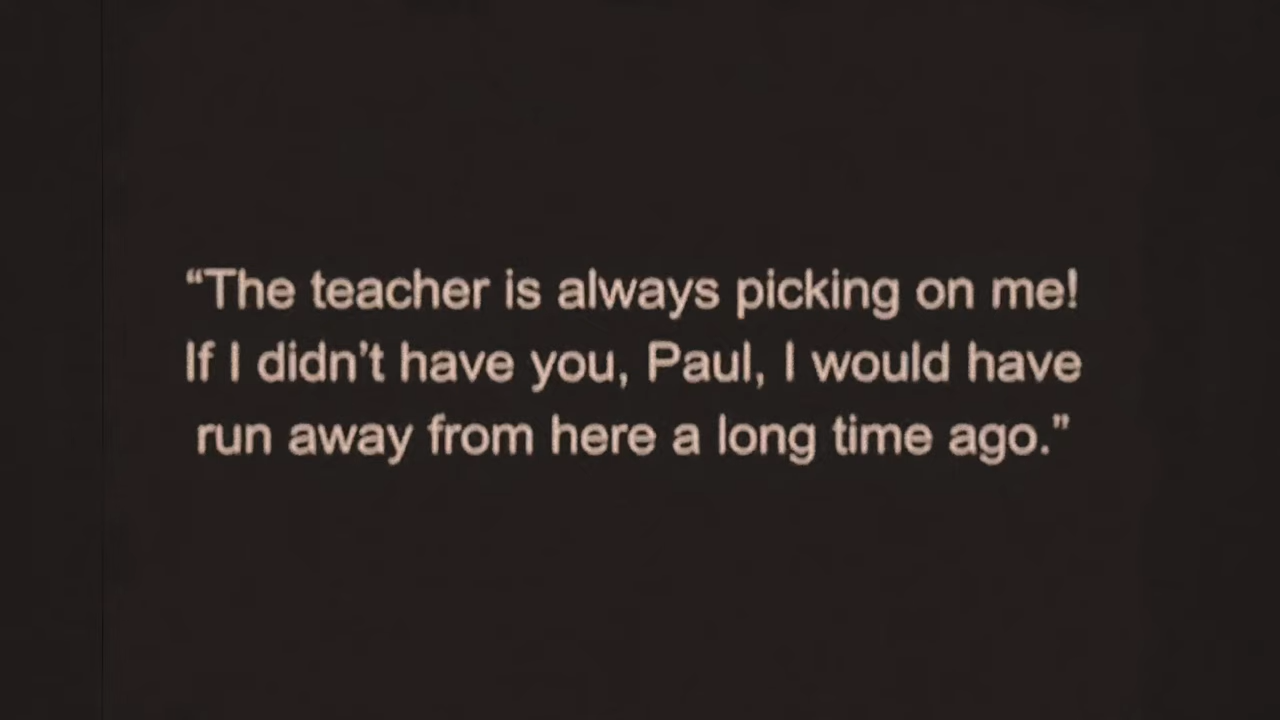 “The teacher is always picking on me!
If I didn’t have you, Paul, I would have
run away from here a long time ago.”